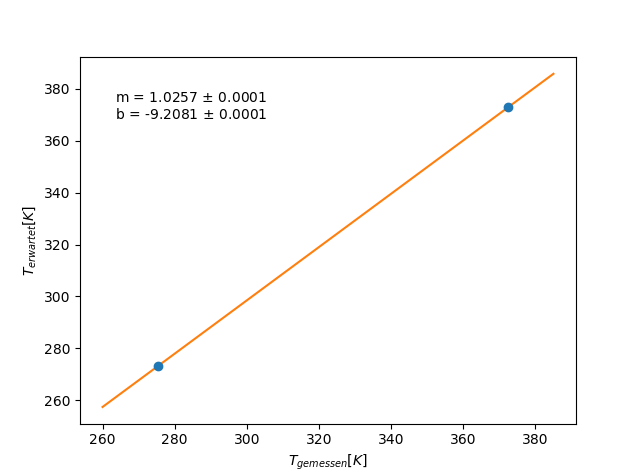 m = 1.0257 ± 0.0001
b = -9.2081 ± 0.0001
380
360
340
320
300
280
260
T_erwartet[K]
260 280 300 320 340 360 380
T_gemessen[K]